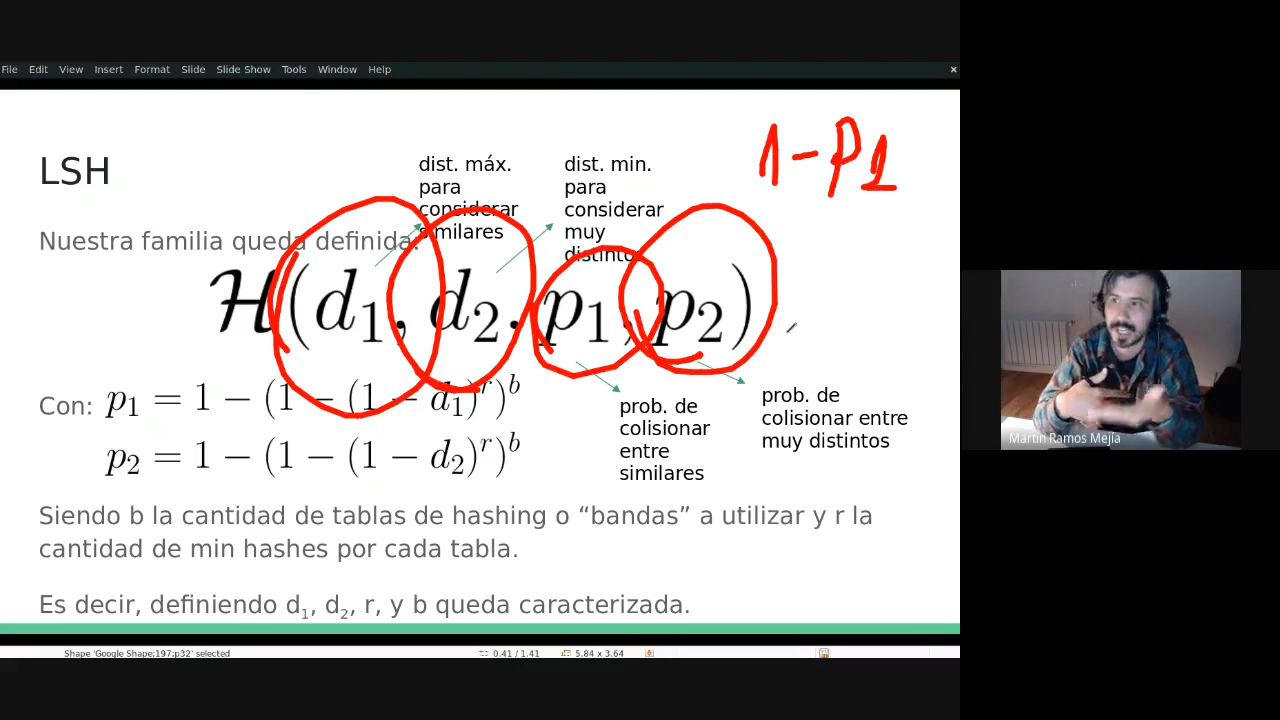 File Edit View Insert Format Slide Slide Show Tools Window Help ×
LSH
dist. máx.
para
considerar
similares
dist. min.
para
considerar
muy
distintos
1-P1
Nuestra familia queda definida:
ℋ(d₁, d₂, p₁, p₂)
Con: p₁ = 1 − (1 − (1 − d₁)ʳ)ᵇ
p₂ = 1 − (1 − (1 − d₂)ʳ)ᵇ
prob. de
colisionar
entre
similares
prob. de
colisionar entre
muy distintos
Siendo b la cantidad de tablas de hashing o “bandas” a utilizar y r la
cantidad de min hashes por cada tabla.
Es decir, definiendo d₁, d₂, r, y b queda caracterizada.
Shape 'Google Shape;197;p32' selected 0.41 / 1.41 5.84 x 3.64
Martín Ramos Mejía